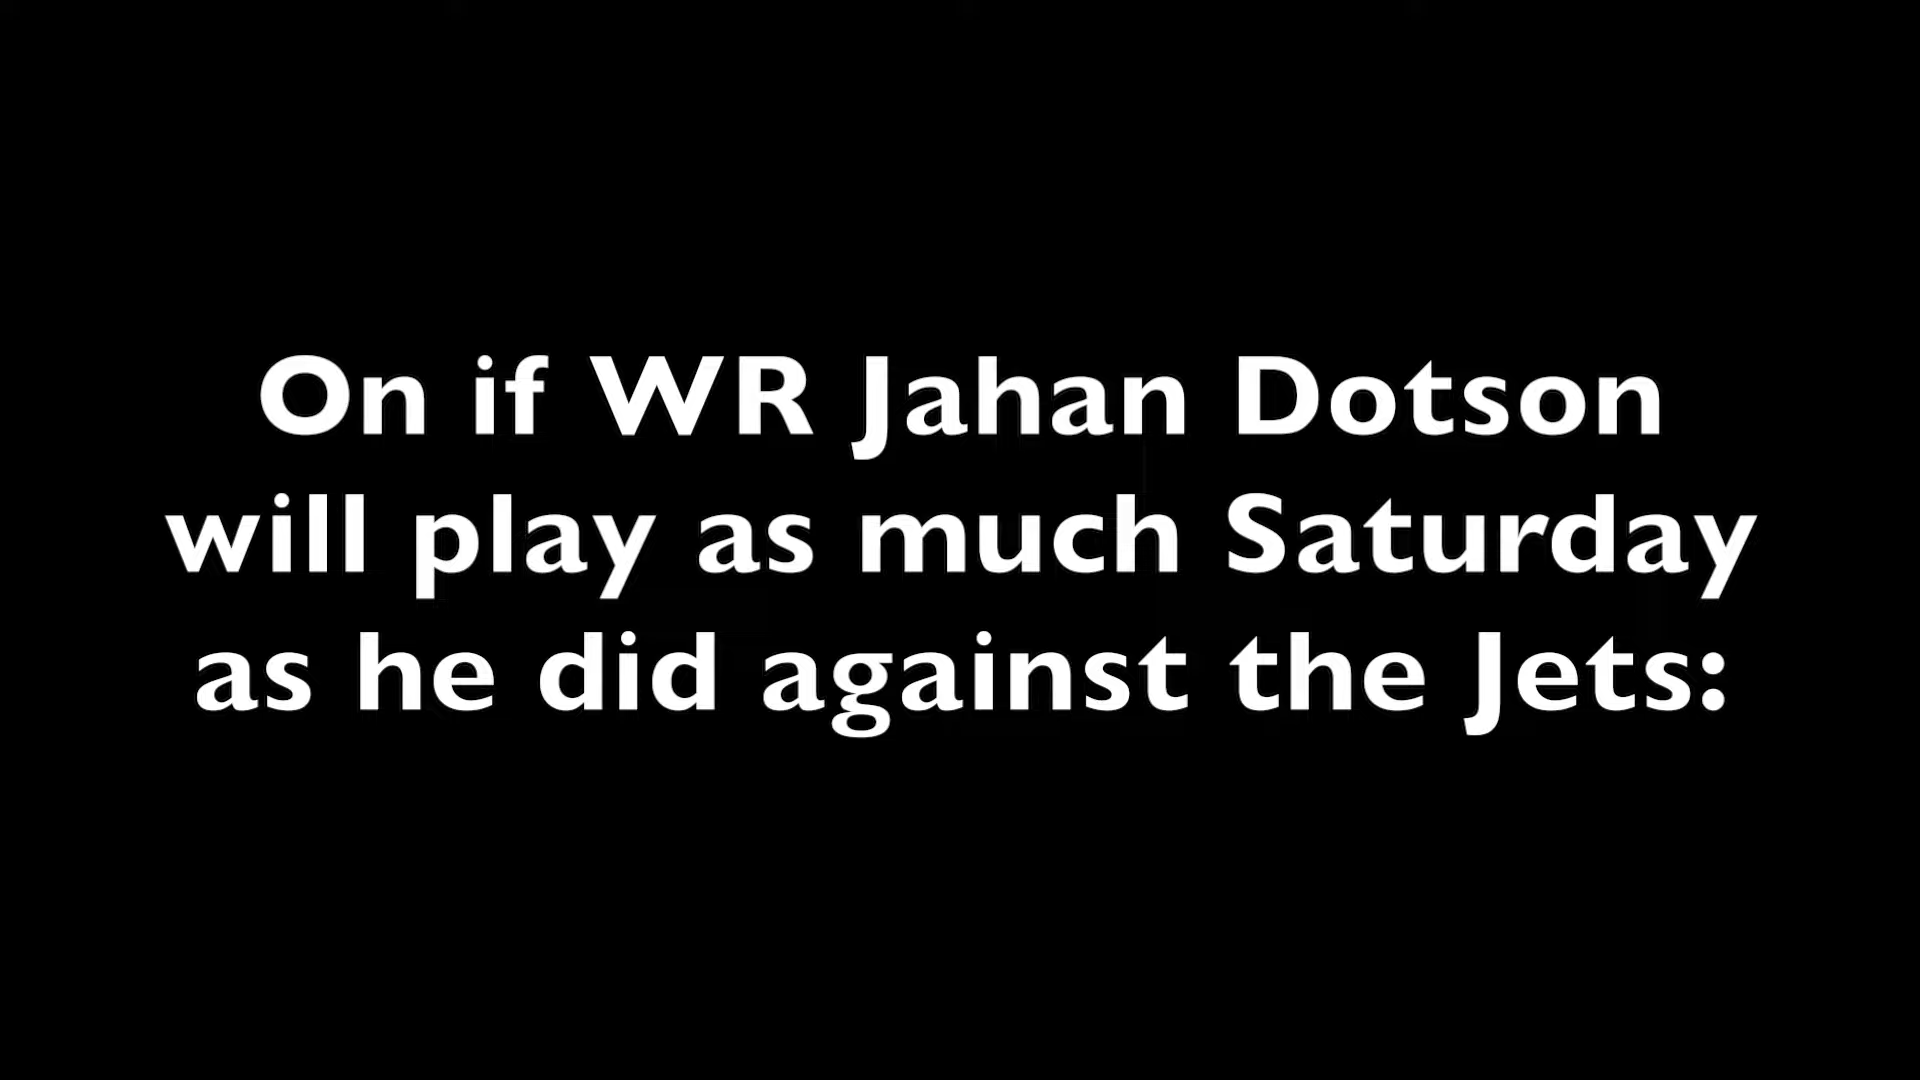 On if WR Jahan Dotson
will play as much Saturday
as he did against the Jets: